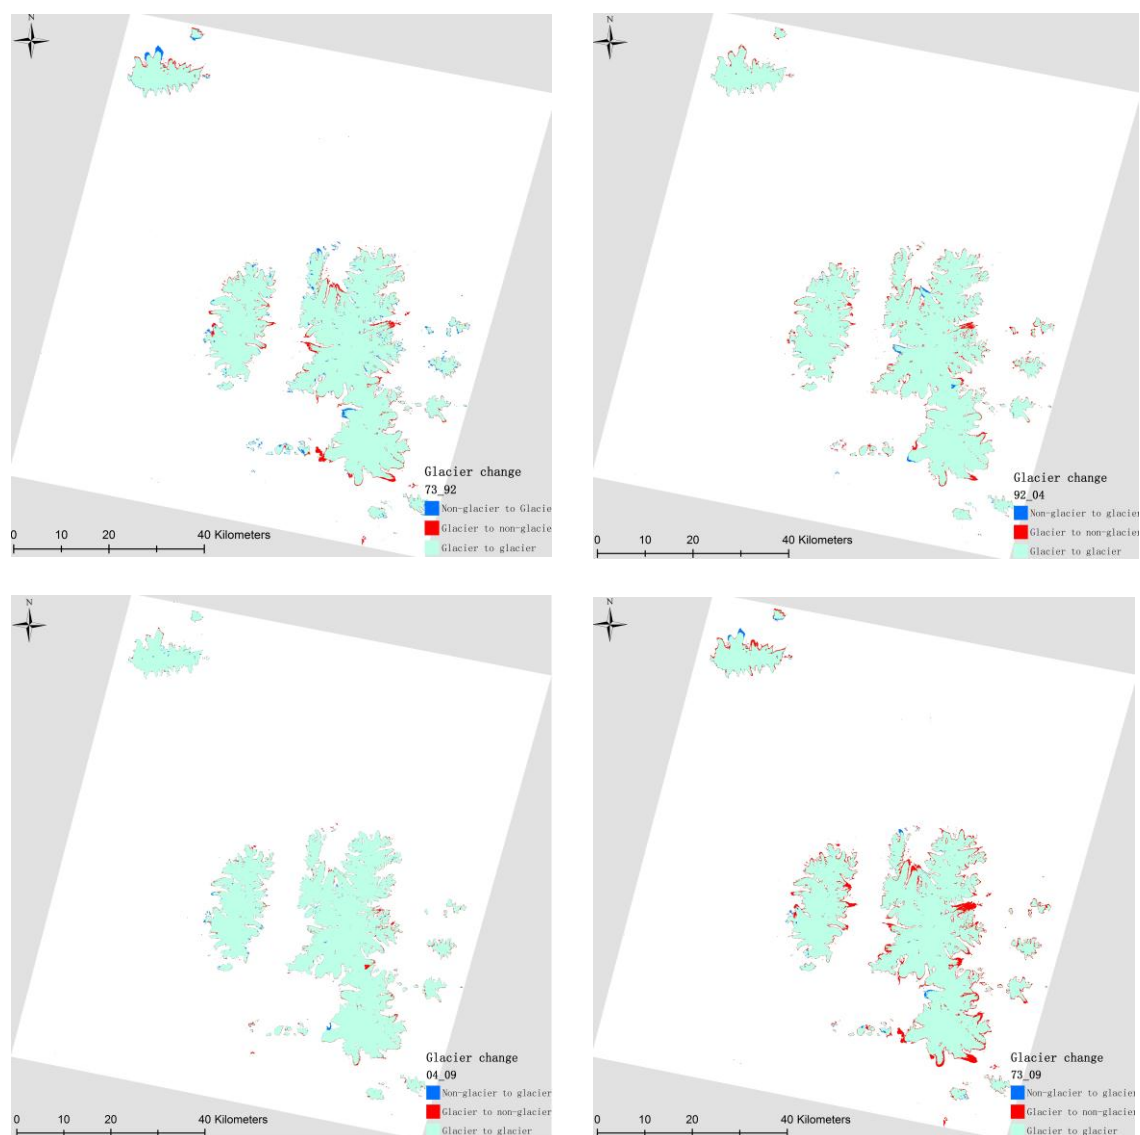 N
Glacier change
73_92
Non-glacier to Glacie
Glacier to non-glacie
Glacier to glacier
0 10 20 40 Kilometers
N
Glacier change
92_04
Non-glacier to glacier
Glacier to non-glacier
Glacier to glacier
0 10 20 40 Kilometers
N
Glacier change
04_09
Non-glacier to glacier
Glacier to non-glacier
Glacier to glacier
0 10 20 40 Kilometers
N
Glacier change
73_09
Non-glacier to glacier
Glacier to non-glacier
Glacier to glacier
0 10 20 40 Kilometers